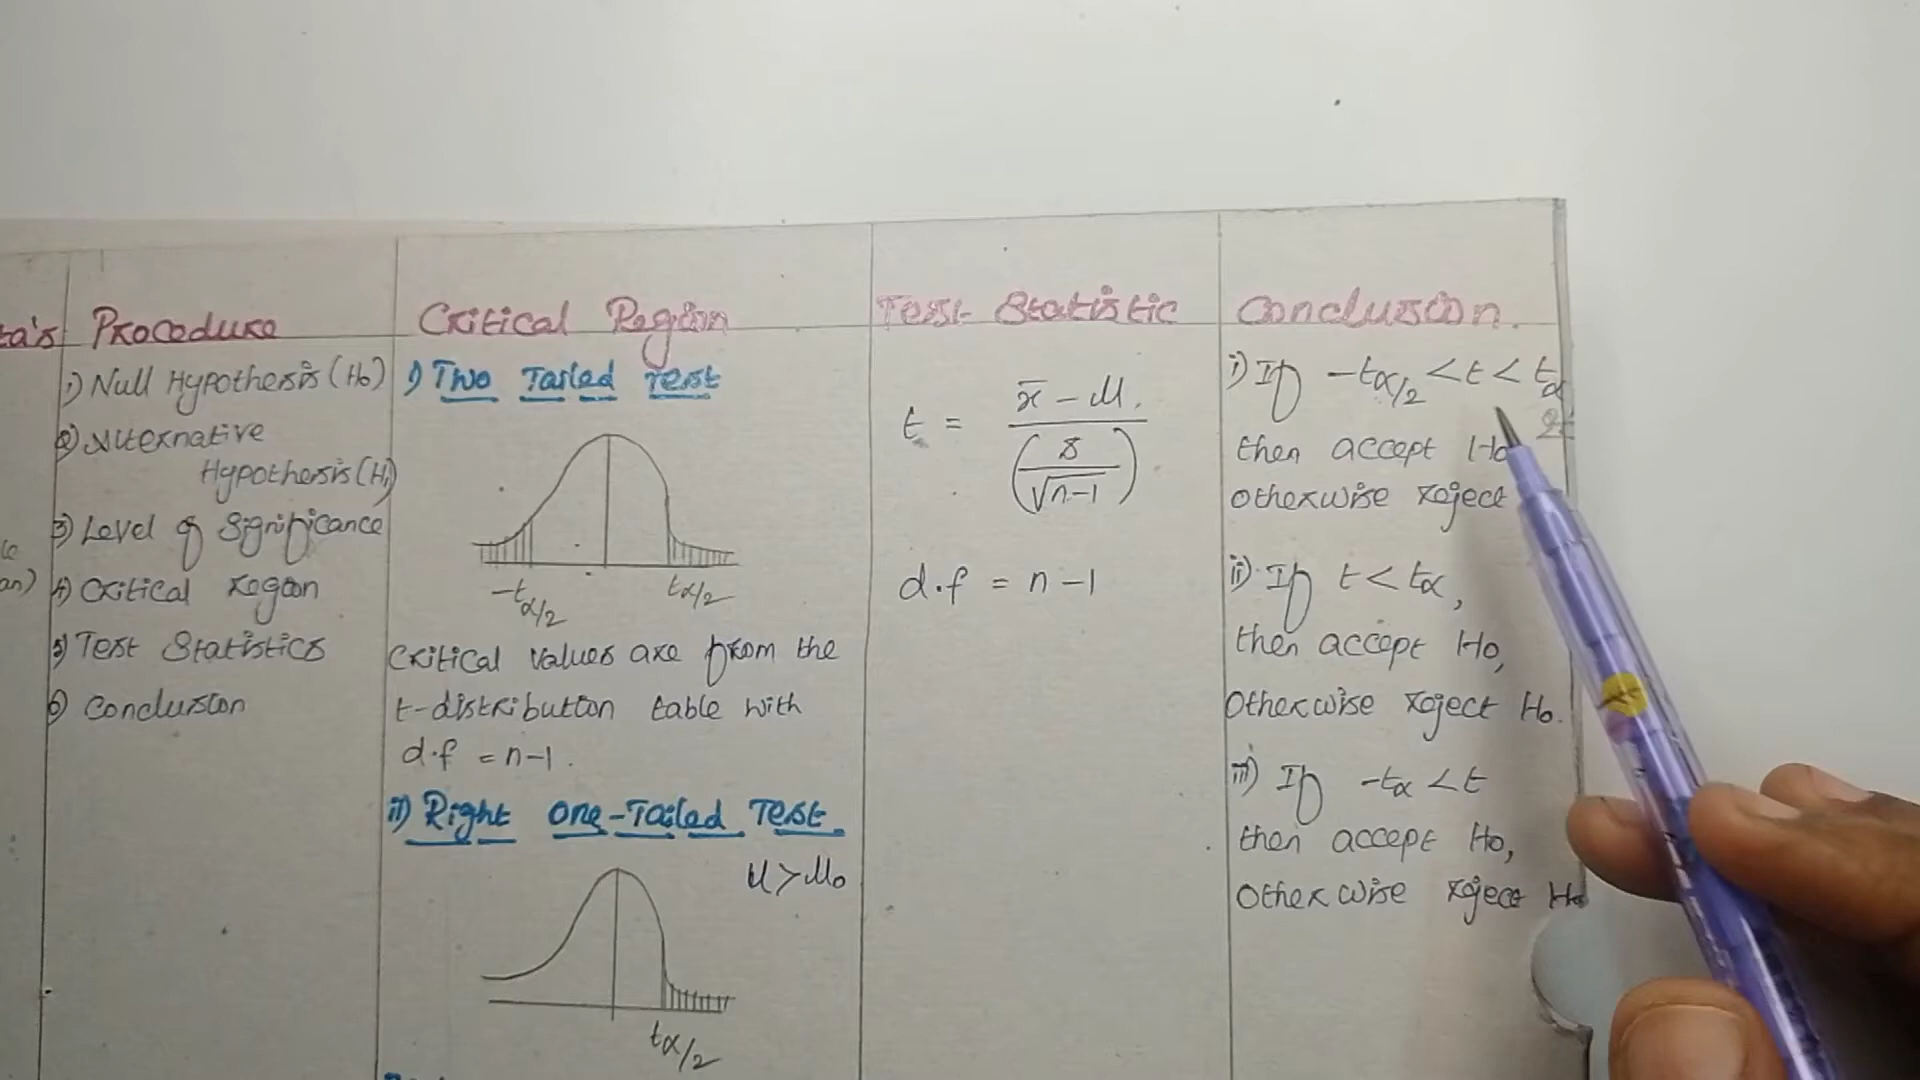 ta's
le
an)
Procedure
1) Null Hypothesis (H0)
2) Alternative
Hypothesis (H1)
3) Level of Significance
4) Critical region
5) Test Statistics
6) Conclusion
Critical Region
i) Two Tailed Test
-tα/2
tα/2
Critical values are from the
t-distribution table with
d.f = n-1.
ii) Right One-Tailed Test
μ > μ0
tα/2
Test Statistic
t = (x̄ - μ) / (s/√n-1)
d.f = n-1
Conclusion.
i) If -tα/2 < t < tα/2
then accept H0
Otherwise reject
ii) If t < tα,
then accept H0,
Otherwise reject H0.
iii) If -tα < t
then accept H0,
Otherwise reject H0